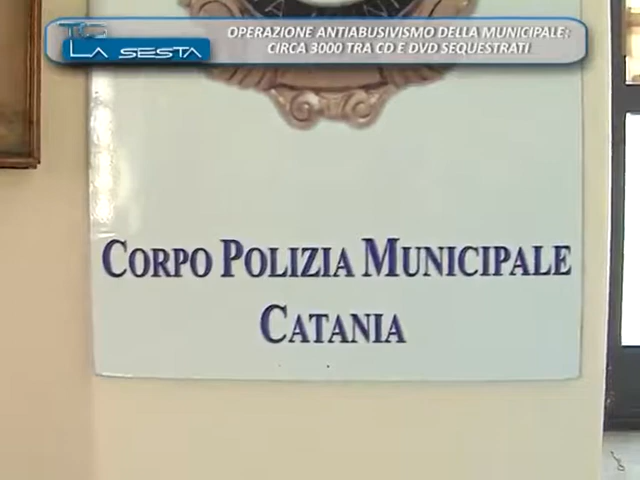 TG
LA SESTA
OPERAZIONE ANTIABUSIVISMO DELLA MUNICIPALE:
CIRCA 3000 TRA CD E DVD SEQUESTRATI
CORPO POLIZIA MUNICIPALE
CATANIA